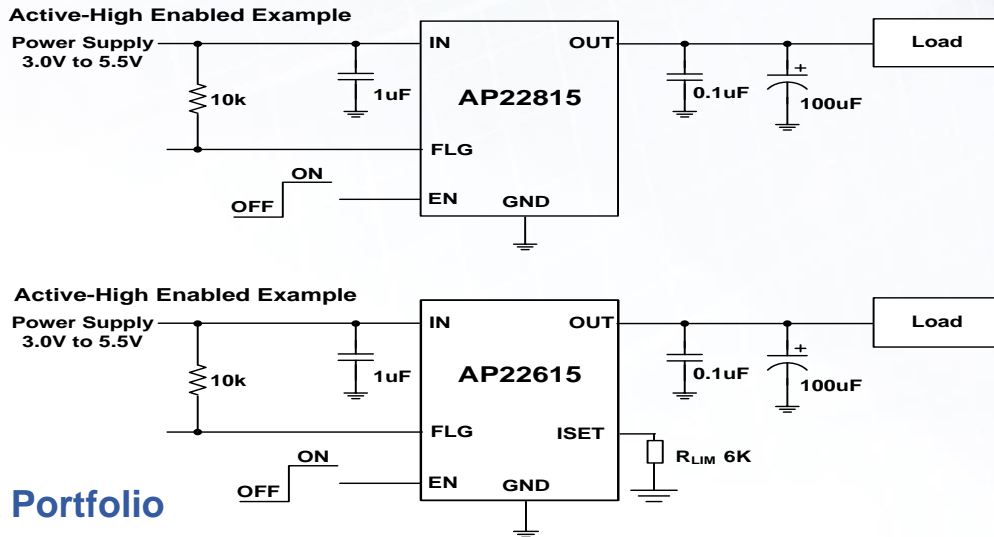 Active-High Enabled Example
Power Supply
3.0V to 5.5V
IN
OUT
Load
10k
1uF
AP22815
0.1uF
+
100uF
FLG
ON
OFF
EN
GND
Active-High Enabled Example
Power Supply
3.0V to 5.5V
IN
OUT
Load
10k
1uF
AP22615
0.1uF
+
100uF
FLG
ISET
RLIM 6K
ON
OFF
EN
GND
Portfolio